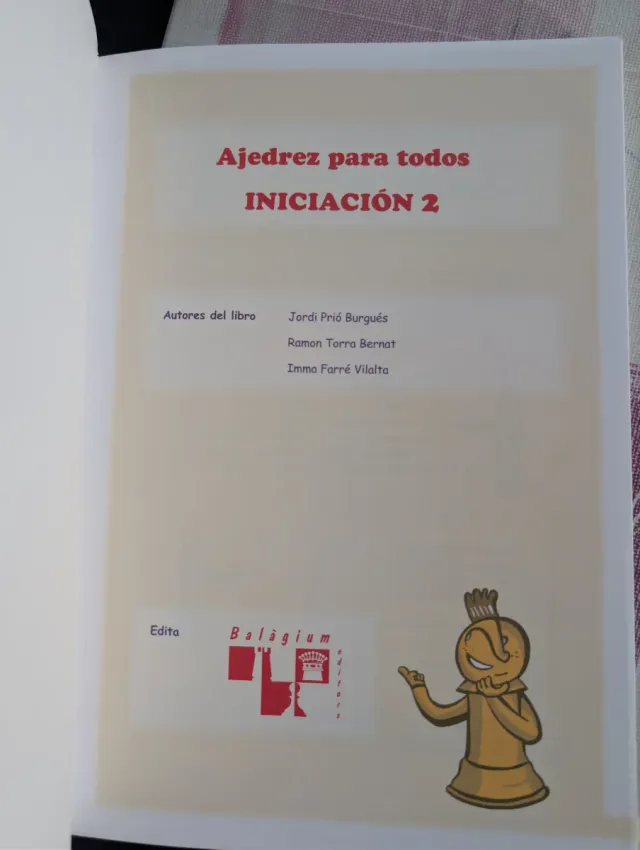 Ajedrez para todos
INICIACIÓN 2
Autores del libro Jordi Prió Burgués
Ramon Torra Bernat
Imma Farré Vilalta
Edita
Balàgium
editors